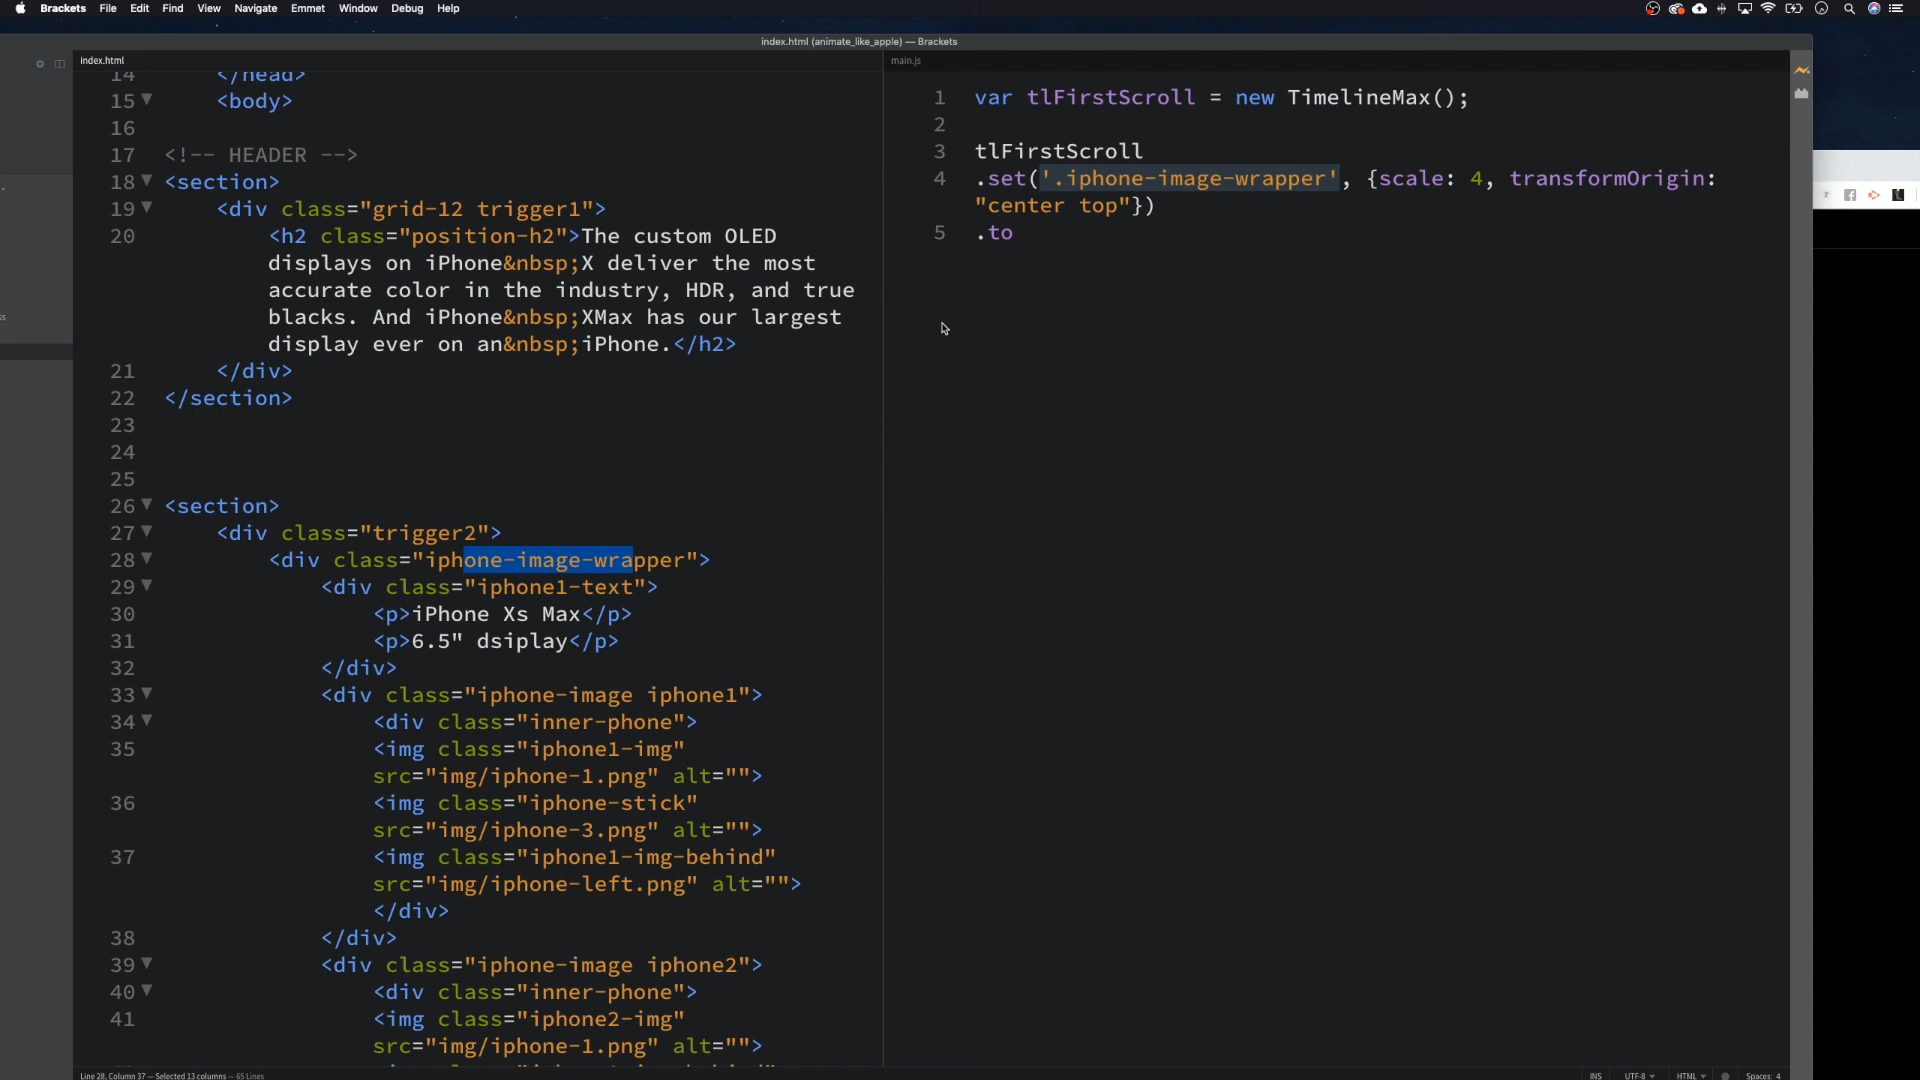 Brackets File Edit Find View Navigate Emmet Window Debug Help
index.html (animate_like_apple) — Brackets
index.html
14 </head>
15 <body>
16
17 <!-- HEADER -->
18 <section>
19 <div class="grid-12 trigger1">
20 <h2 class="position-h2">The custom OLED
displays on iPhone&nbsp;X deliver the most
accurate color in the industry, HDR, and true
blacks. And iPhone&nbsp;XMax has our largest
display ever on an&nbsp;iPhone.</h2>
21 </div>
22 </section>
23
24
25
26 <section>
27 <div class="trigger2">
28 <div class="iphone-image-wrapper">
29 <div class="iphone1-text">
30 <p>iPhone Xs Max</p>
31 <p>6.5" dsiplay</p>
32 </div>
33 <div class="iphone-image iphone1">
34 <div class="inner-phone">
35 <img class="iphone1-img"
src="img/iphone-1.png" alt="">
36 <img class="iphone-stick"
src="img/iphone-3.png" alt="">
37 <img class="iphone1-img-behind"
src="img/iphone-left.png" alt="">
</div>
38 </div>
39 <div class="iphone-image iphone2">
40 <div class="inner-phone">
41 <img class="iphone2-img"
src="img/iphone-1.png" alt="">
main.js
1 var tlFirstScroll = new TimelineMax();
2
3 tlFirstScroll
4 .set('.iphone-image-wrapper', {scale: 4, transformOrigin:
"center top"})
5 .to
Line 28, Column 37 — Selected 13 columns — 65 Lines
INS UTF-8 HTML Spaces: 4